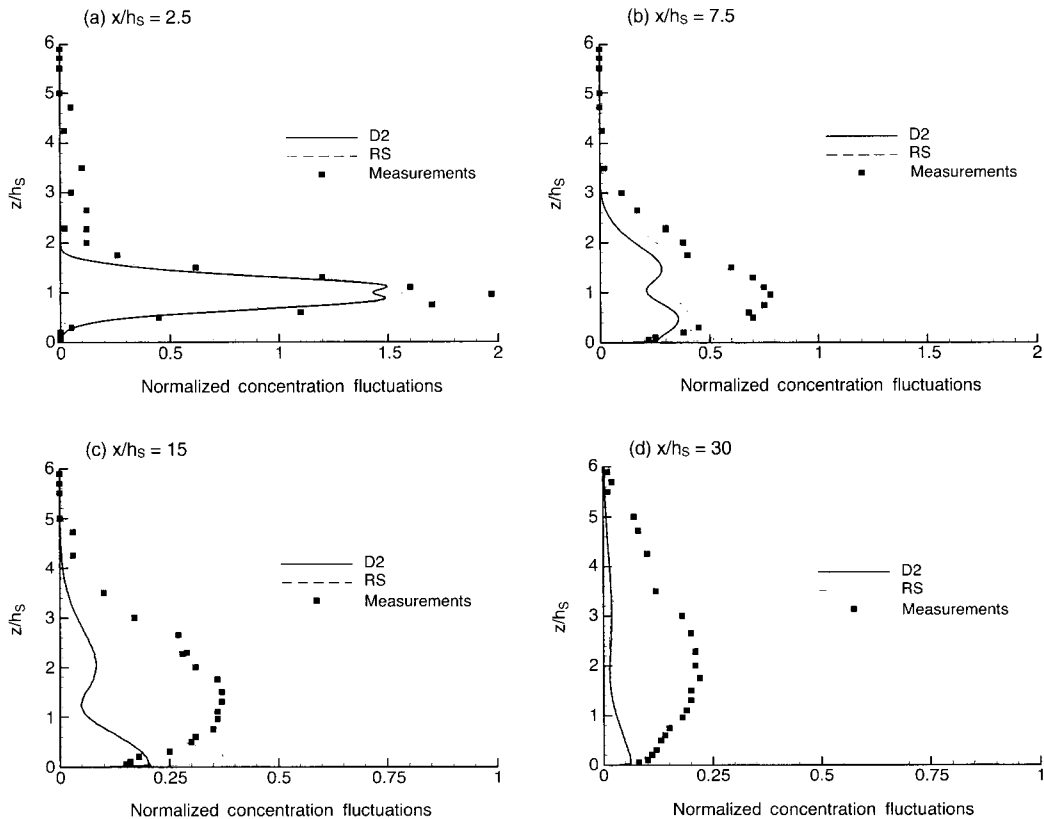 (a) x/hS = 2.5
6
5
4
3
2
1
0
z/hS
D2
RS
Measurements
0
0.5
1
1.5
2
Normalized concentration fluctuations
(b) x/hS = 7.5
6
5
4
3
2
1
0
z/hS
D2
RS
Measurements
0
0.5
1
1.5
2
Normalized concentration fluctuations
(c) x/hS = 15
6
5
4
3
2
1
0
z/hS
D2
RS
Measurements
0
0.25
0.5
0.75
1
Normalized concentration fluctuations
(d) x/hS = 30
6
5
4
3
2
1
0
z/hS
D2
RS
Measurements
0
0.25
0.5
0.75
1
Normalized concentration fluctuations